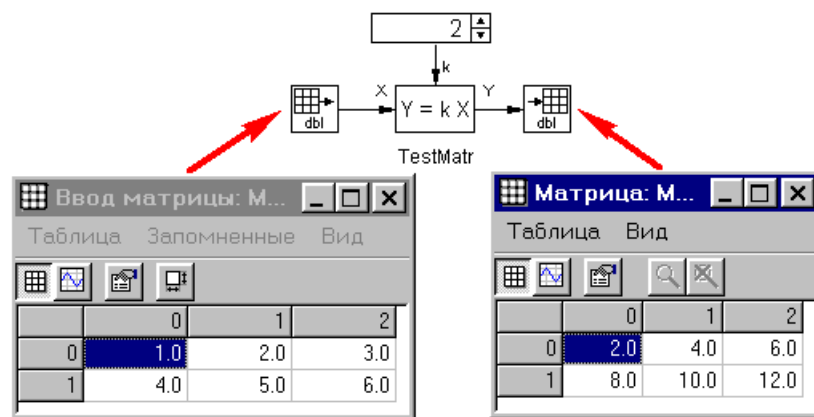 2
k
X
Y = k X
Y
dbl
dbl
TestMatr
Ввод матрицы: М...
Таблица Запомненные Вид
0 1 2
0 1.0 2.0 3.0
1 4.0 5.0 6.0
Матрица: М...
Таблица Вид
0 1 2
0 2.0 4.0 6.0
1 8.0 10.0 12.0